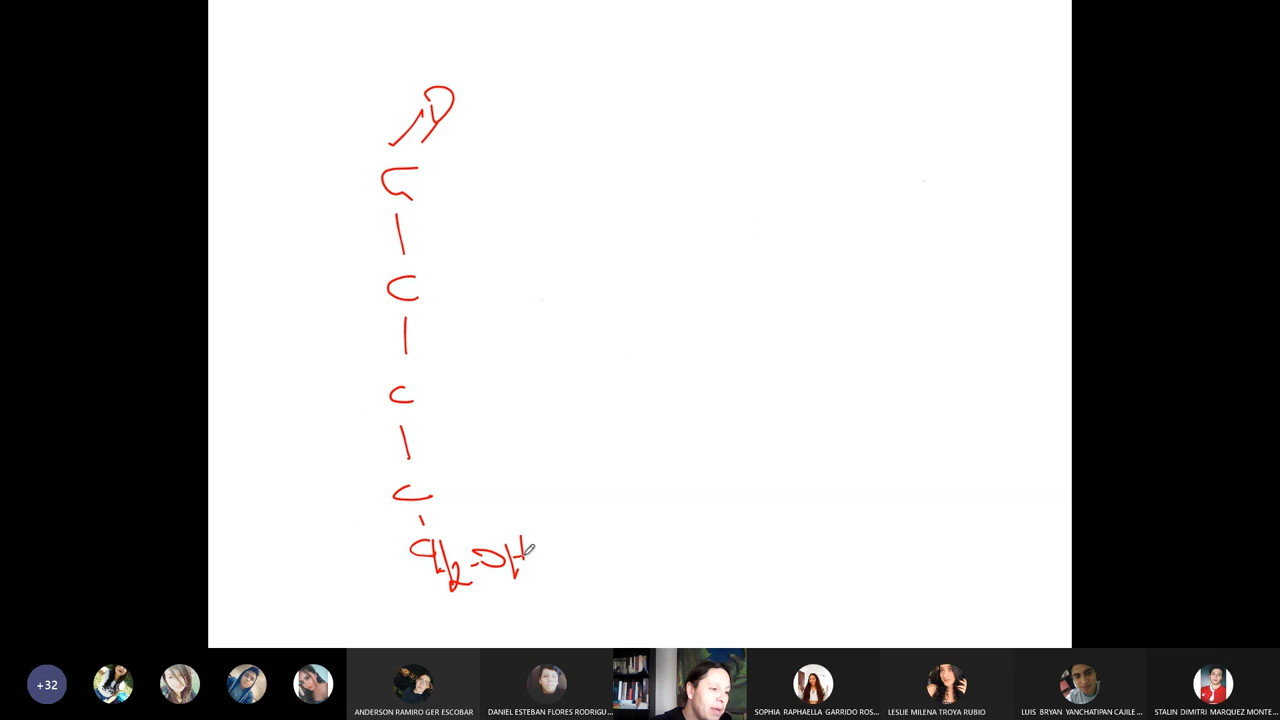 O
C
|
C
|
C
|
C
|
CH2-OH
+32
ANDERSON RAMIRO GER ESCOBAR
DANIEL ESTEBAN FLORES RODRIGU...
SOPHIA RAPHAELLA GARRIDO ROS...
LESLIE MILENA TROYA RUBIO
LUIS BRYAN YANCHATIPAN CAJILE
STALIN DIMITRI MARQUEZ MONTE...